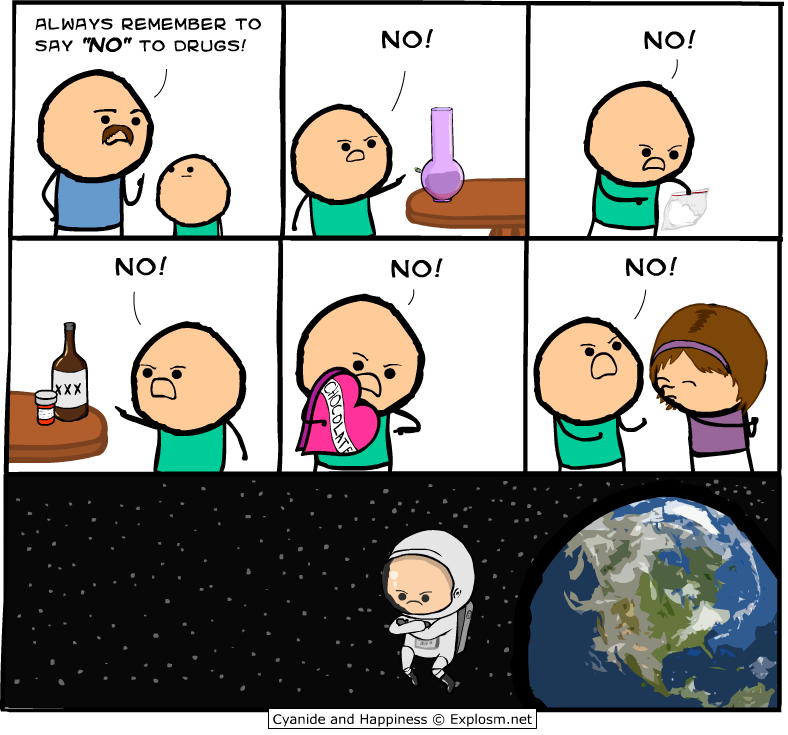 ALWAYS REMEMBER TO
SAY "NO" TO DRUGS!
NO!
NO!
NO!
XXX
NO!
CHOCOLATE
NO!
Cyanide and Happiness © Explosm.net